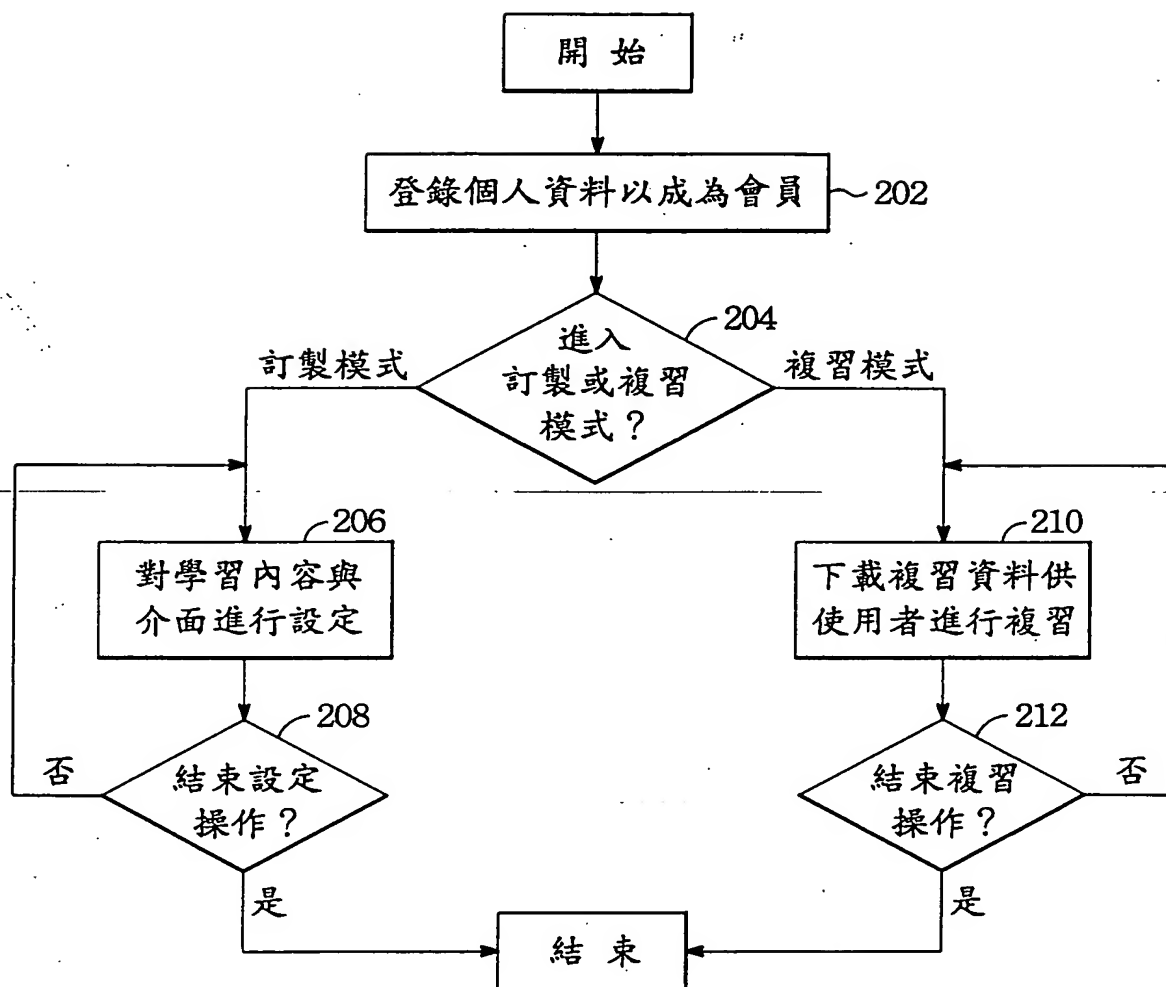 開始
登錄個人資料以成為會員
202
204
進入
訂製或複習
模式？
訂製模式
複習模式
206
對學習內容與
介面進行設定
210
下載複習資料供
使用者進行複習
208
結束設定
操作？
否
是
212
結束複習
操作？
否
是
結束